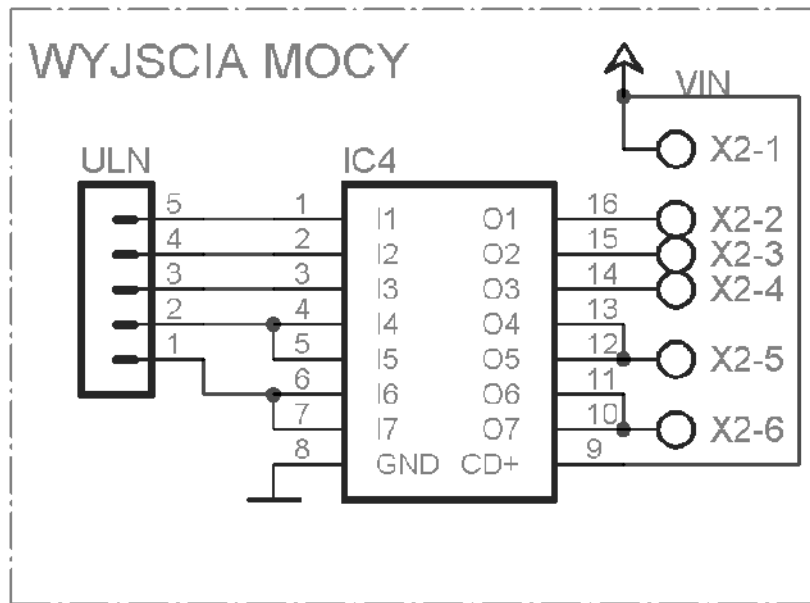 WYJSCIA MOCY
VIN
X2-1
ULN IC4
5 1 I1 O1 16 X2-2
4 2 I2 O2 15 X2-3
3 3 I3 O3 14 X2-4
2 4 I4 O4 13
1 5 I5 O5 12 X2-5
6 I6 O6 11
7 I7 O7 10 X2-6
8 GND CD+ 9